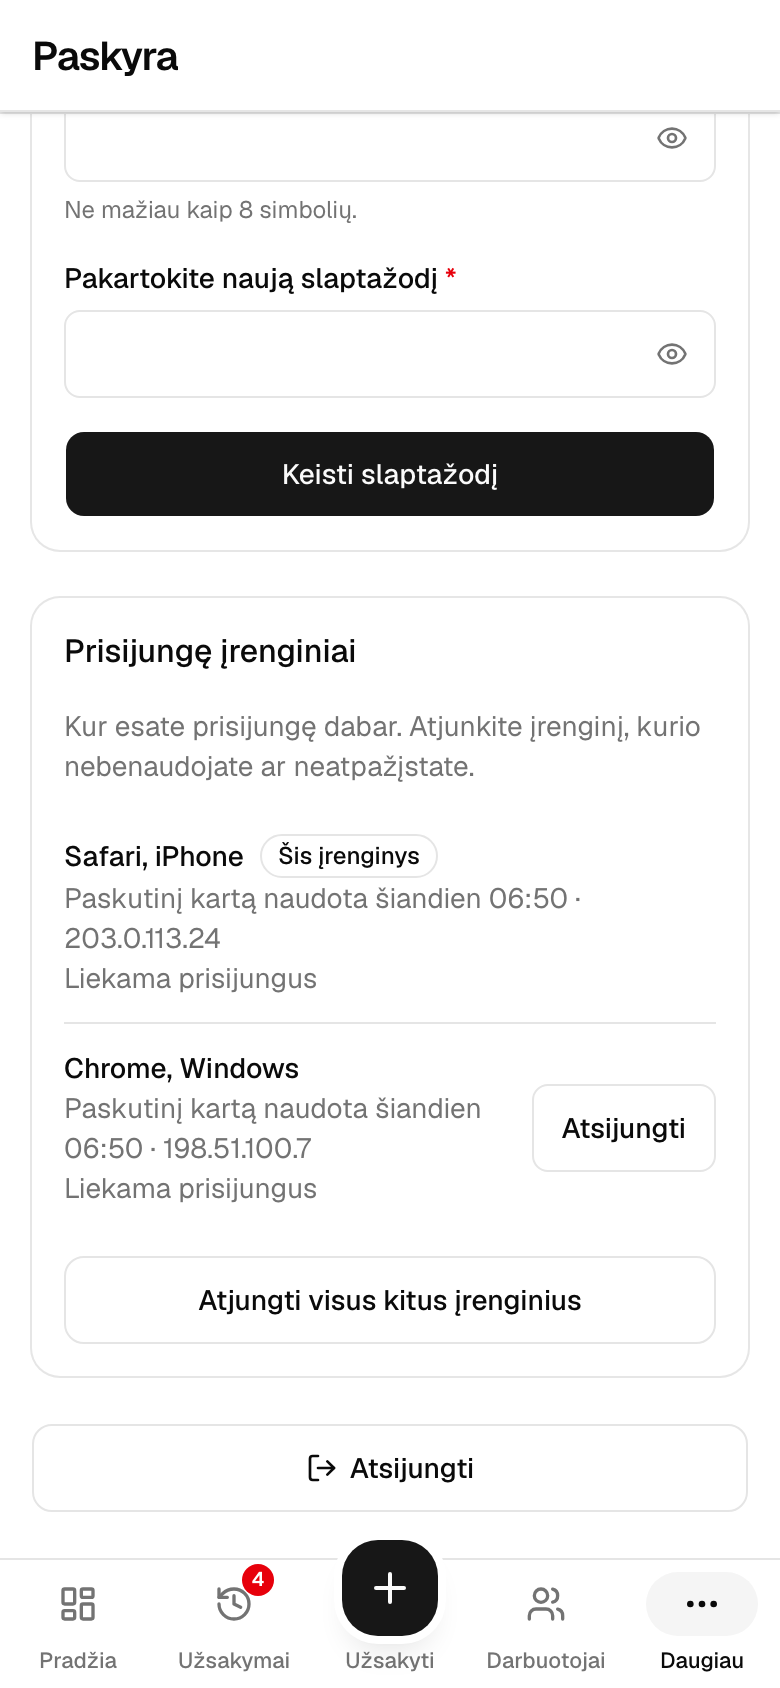 Paskyra
Ne mažiau kaip 8 simbolių.
Pakartokite naują slaptažodį *
Keisti slaptažodį
Prisijungę įrenginiai
Kur esate prisijungę dabar. Atjunkite įrenginį, kurio
nebenaudojate ar neatpažįstate.
Safari, iPhone Šis įrenginys
Paskutinį kartą naudota šiandien 06:50 ·
203.0.113.24
Liekama prisijungus
Chrome, Windows
Paskutinį kartą naudota šiandien
06:50 · 198.51.100.7
Liekama prisijungus
Atsijungti
Atjungti visus kitus įrenginius
Atsijungti
4
Pradžia Užsakymai Užsakyti Darbuotojai Daugiau